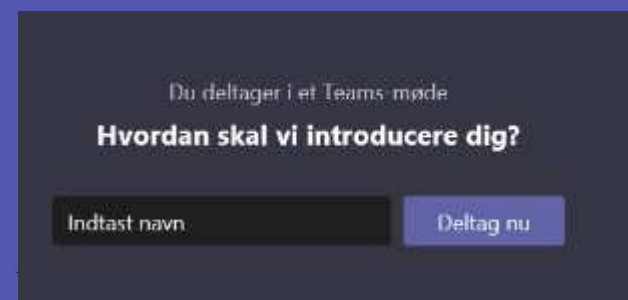 Du deltager i et Teams-møde
Hvordan skal vi introducere dig?
Indtast navn
Deltag nu